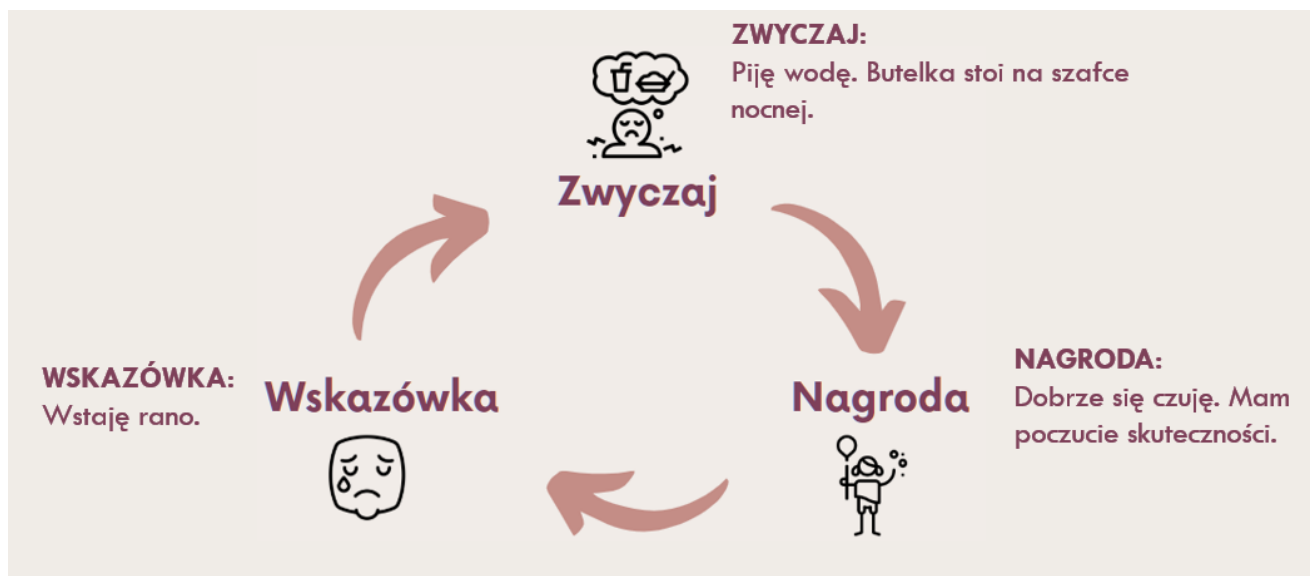 ZWYCZAJ:
Piję wodę. Butelka stoi na szafce
nocnej.
Zwyczaj
WSKAZÓWKA:
Wstaję rano.
Wskazówka
Nagroda
NAGRODA:
Dobrze się czuję. Mam
poczucie skuteczności.